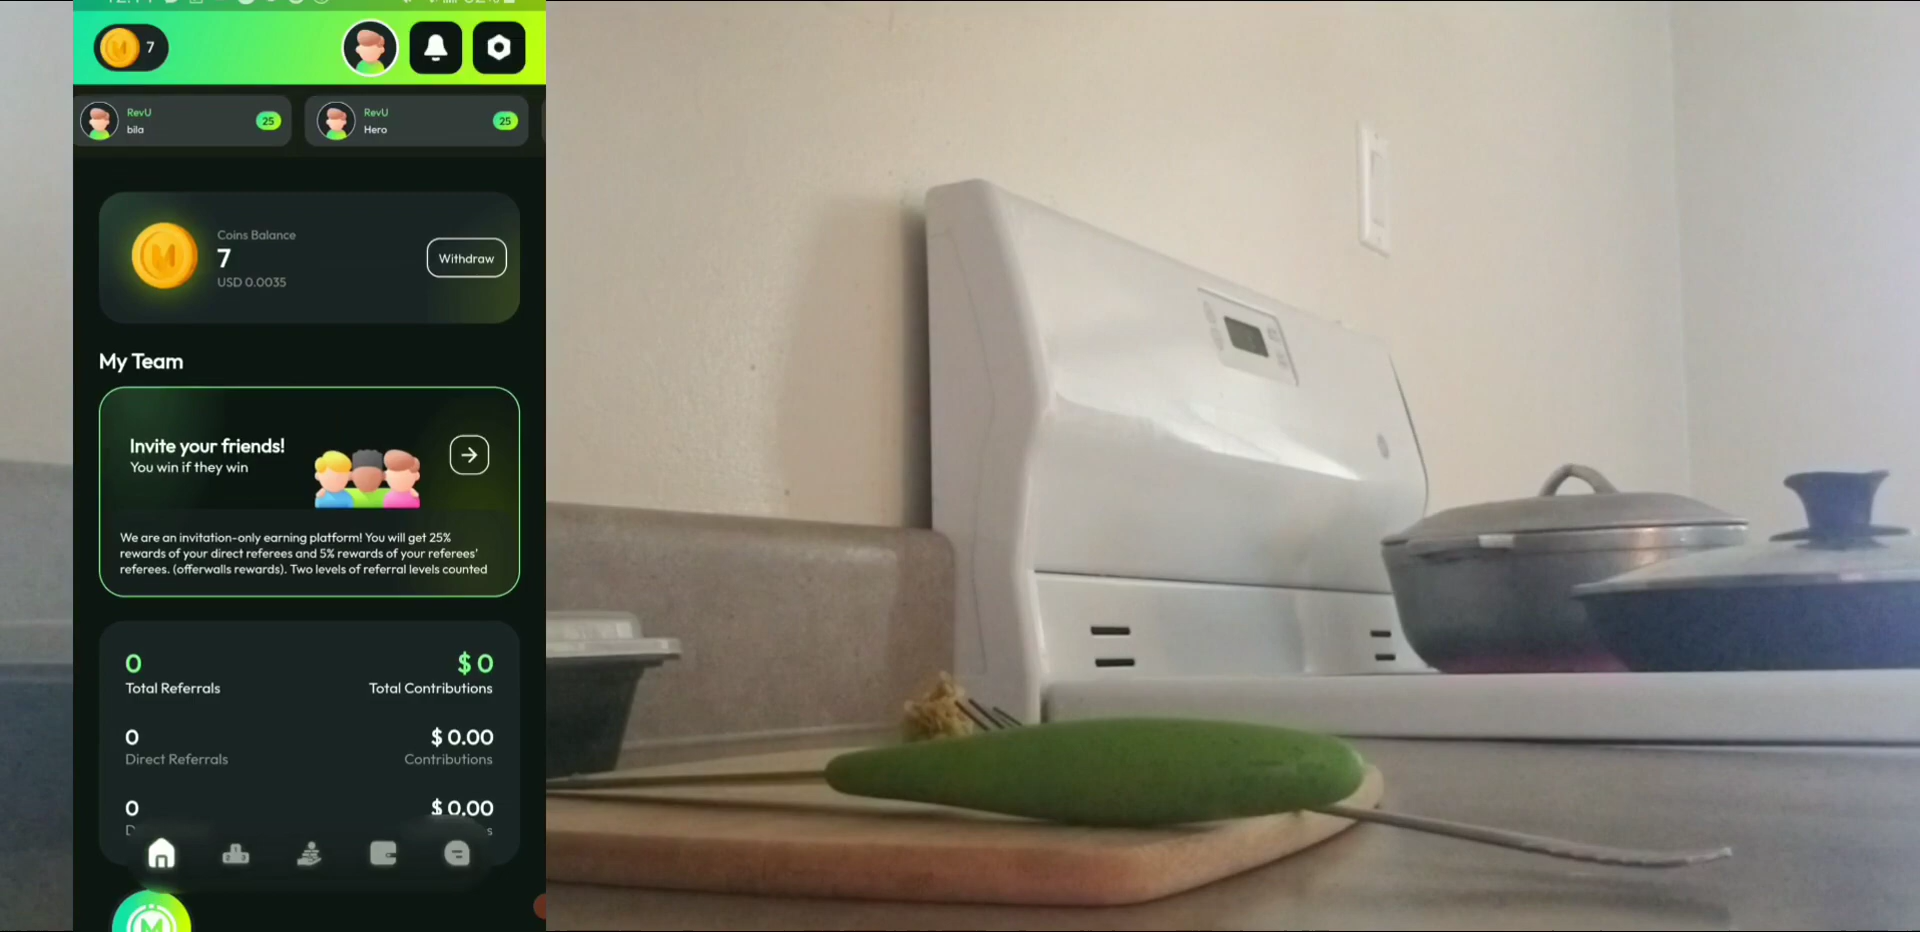 7
RevU
bila
25
RevU
Hero
25
Coins Balance
7
USD 0.0035
Withdraw
My Team
Invite your friends!
You win if they win
We are an invitation-only earning platform! You will get 25%
rewards of your direct referees and 5% rewards of your referees'
referees. (offerwalls rewards). Two levels of referral levels counted
0 $ 0
Total Referrals Total Contributions
0 $ 0.00
Direct Referrals Contributions
0 $ 0.00